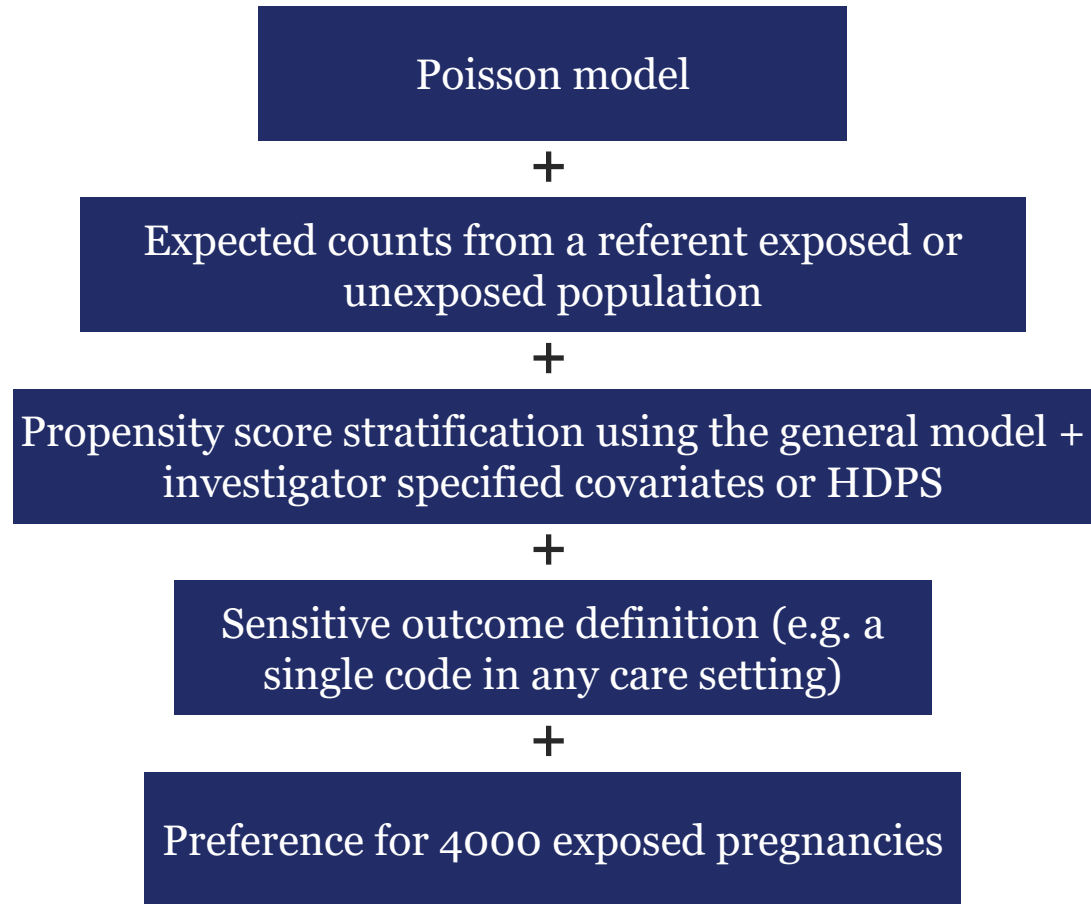 Poisson model
+
Expected counts from a referent exposed or
unexposed population
+
Propensity score stratification using the general model +
investigator specified covariates or HDPS
+
Sensitive outcome definition (e.g. a
single code in any care setting)
+
Preference for 4000 exposed pregnancies